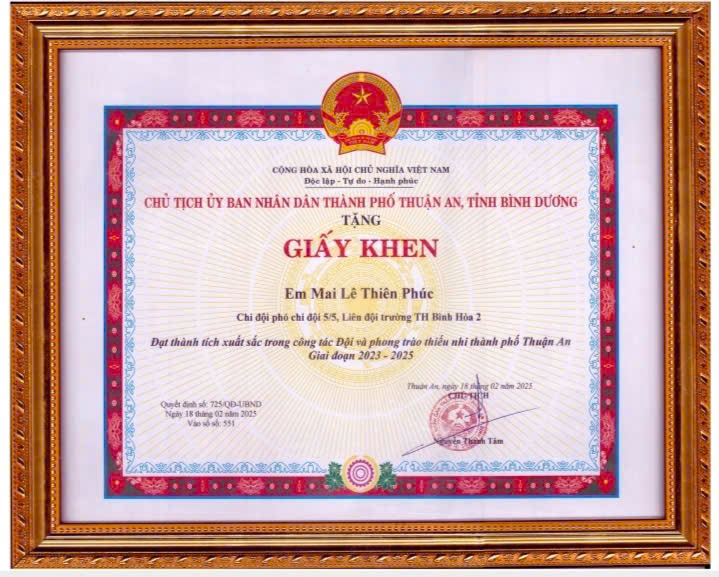 CỘNG HÒA XÃ HỘI CHỦ NGHĨA VIỆT NAM
Độc lập - Tự do - Hạnh phúc
CHỦ TỊCH ỦY BAN NHÂN DÂN THÀNH PHỐ THUẬN AN, TỈNH BÌNH DƯƠNG
TẶNG
GIẤY KHEN
Em Mai Lê Thiên Phúc
Chi đội phó chi đội 5/5, Liên đội trường TH Bình Hòa 2
Đạt thành tích xuất sắc trong công tác Đội và phong trào thiếu nhi thành phố Thuận An
Giai đoạn 2023 - 2025
Thuận An, ngày 18 tháng 02 năm 2025
CHỦ TỊCH
Quyết định số: 725/QĐ-UBND
Ngày 18 tháng 02 năm 2025
Vào sổ số: 551
Nguyễn Thanh Tâm